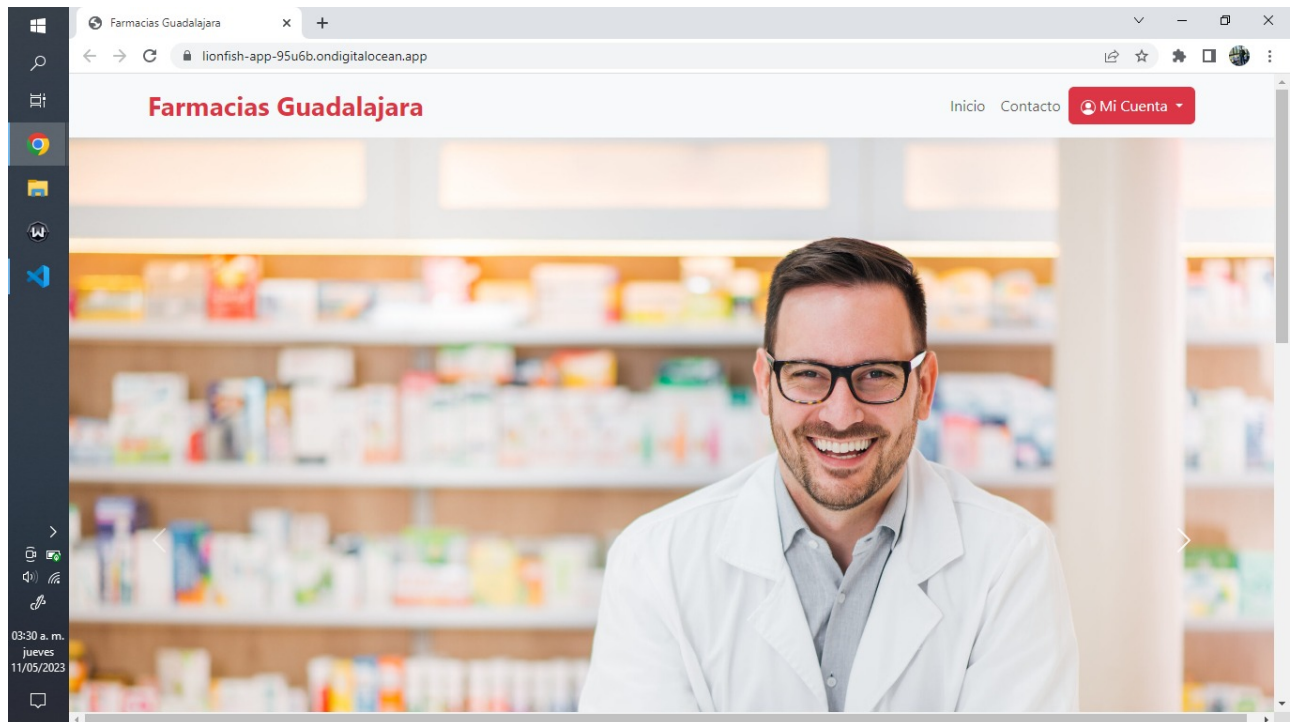 Farmacias Guadalajara
lionfish-app-95u6b.ondigitalocean.app
Farmacias Guadalajara
Inicio Contacto Mi Cuenta
03:30 a. m.
jueves
11/05/2023